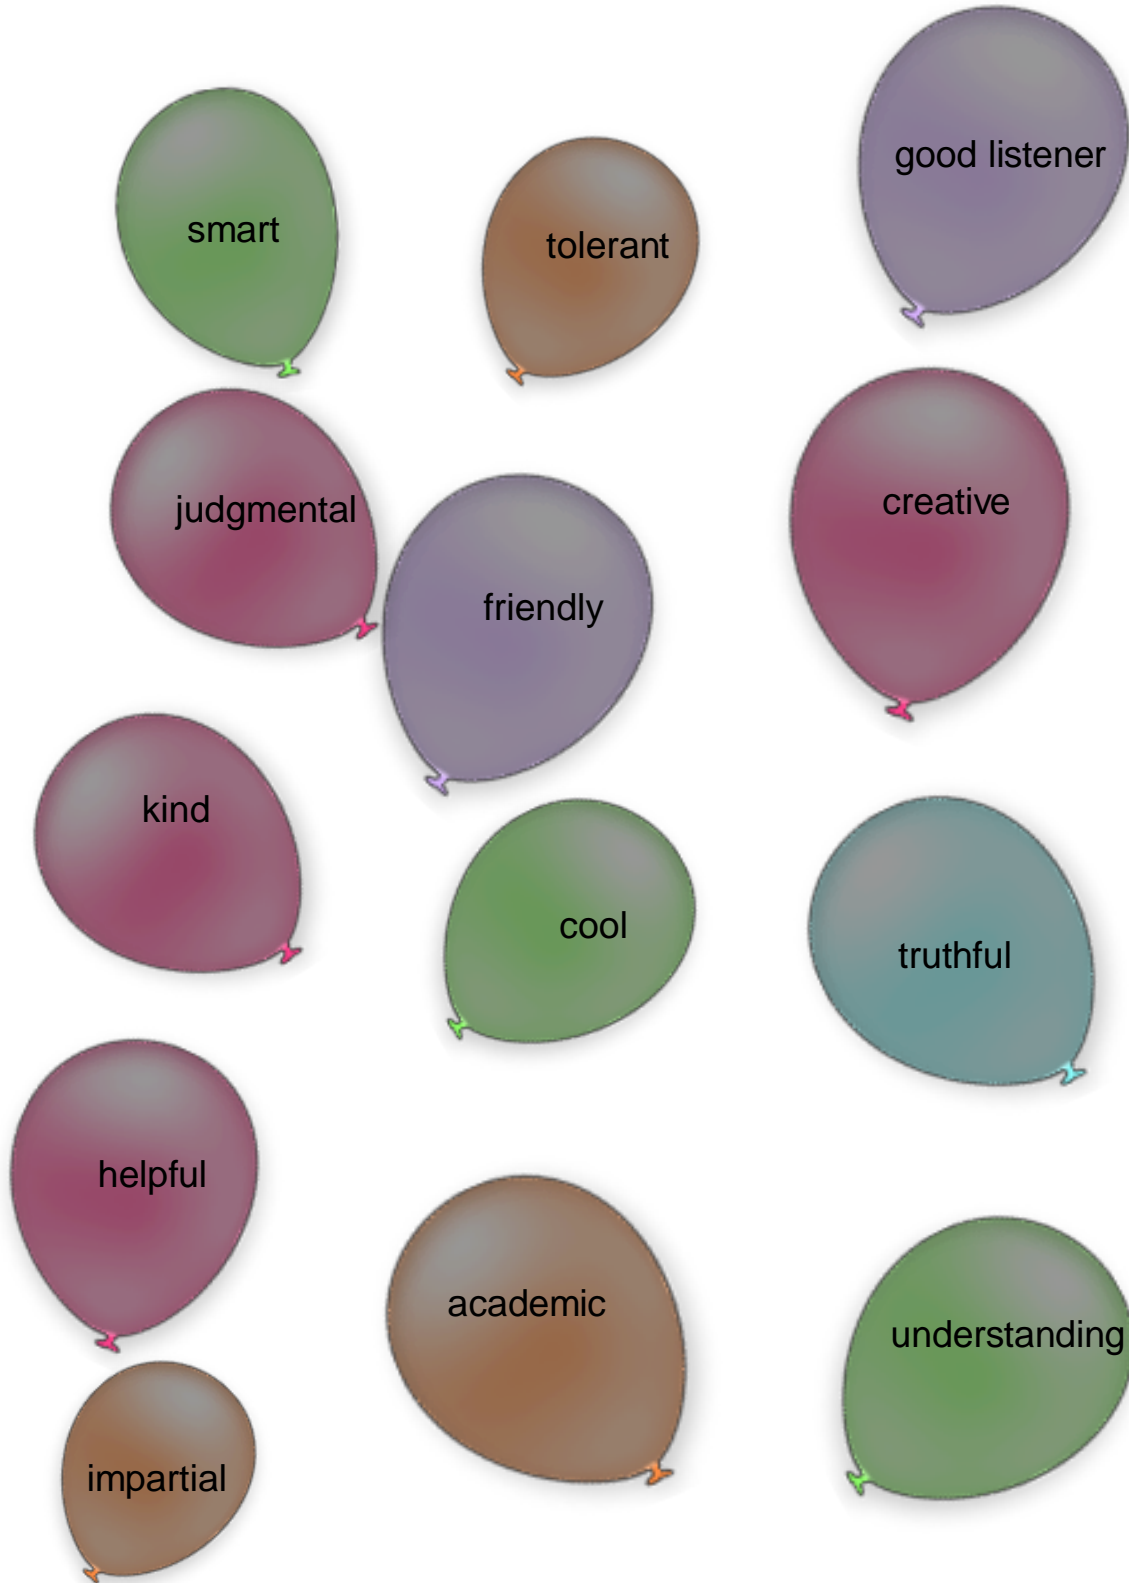 good listener
smart
tolerant
judgmental
creative
friendly
kind
cool
truthful
helpful
academic
understanding
impartial